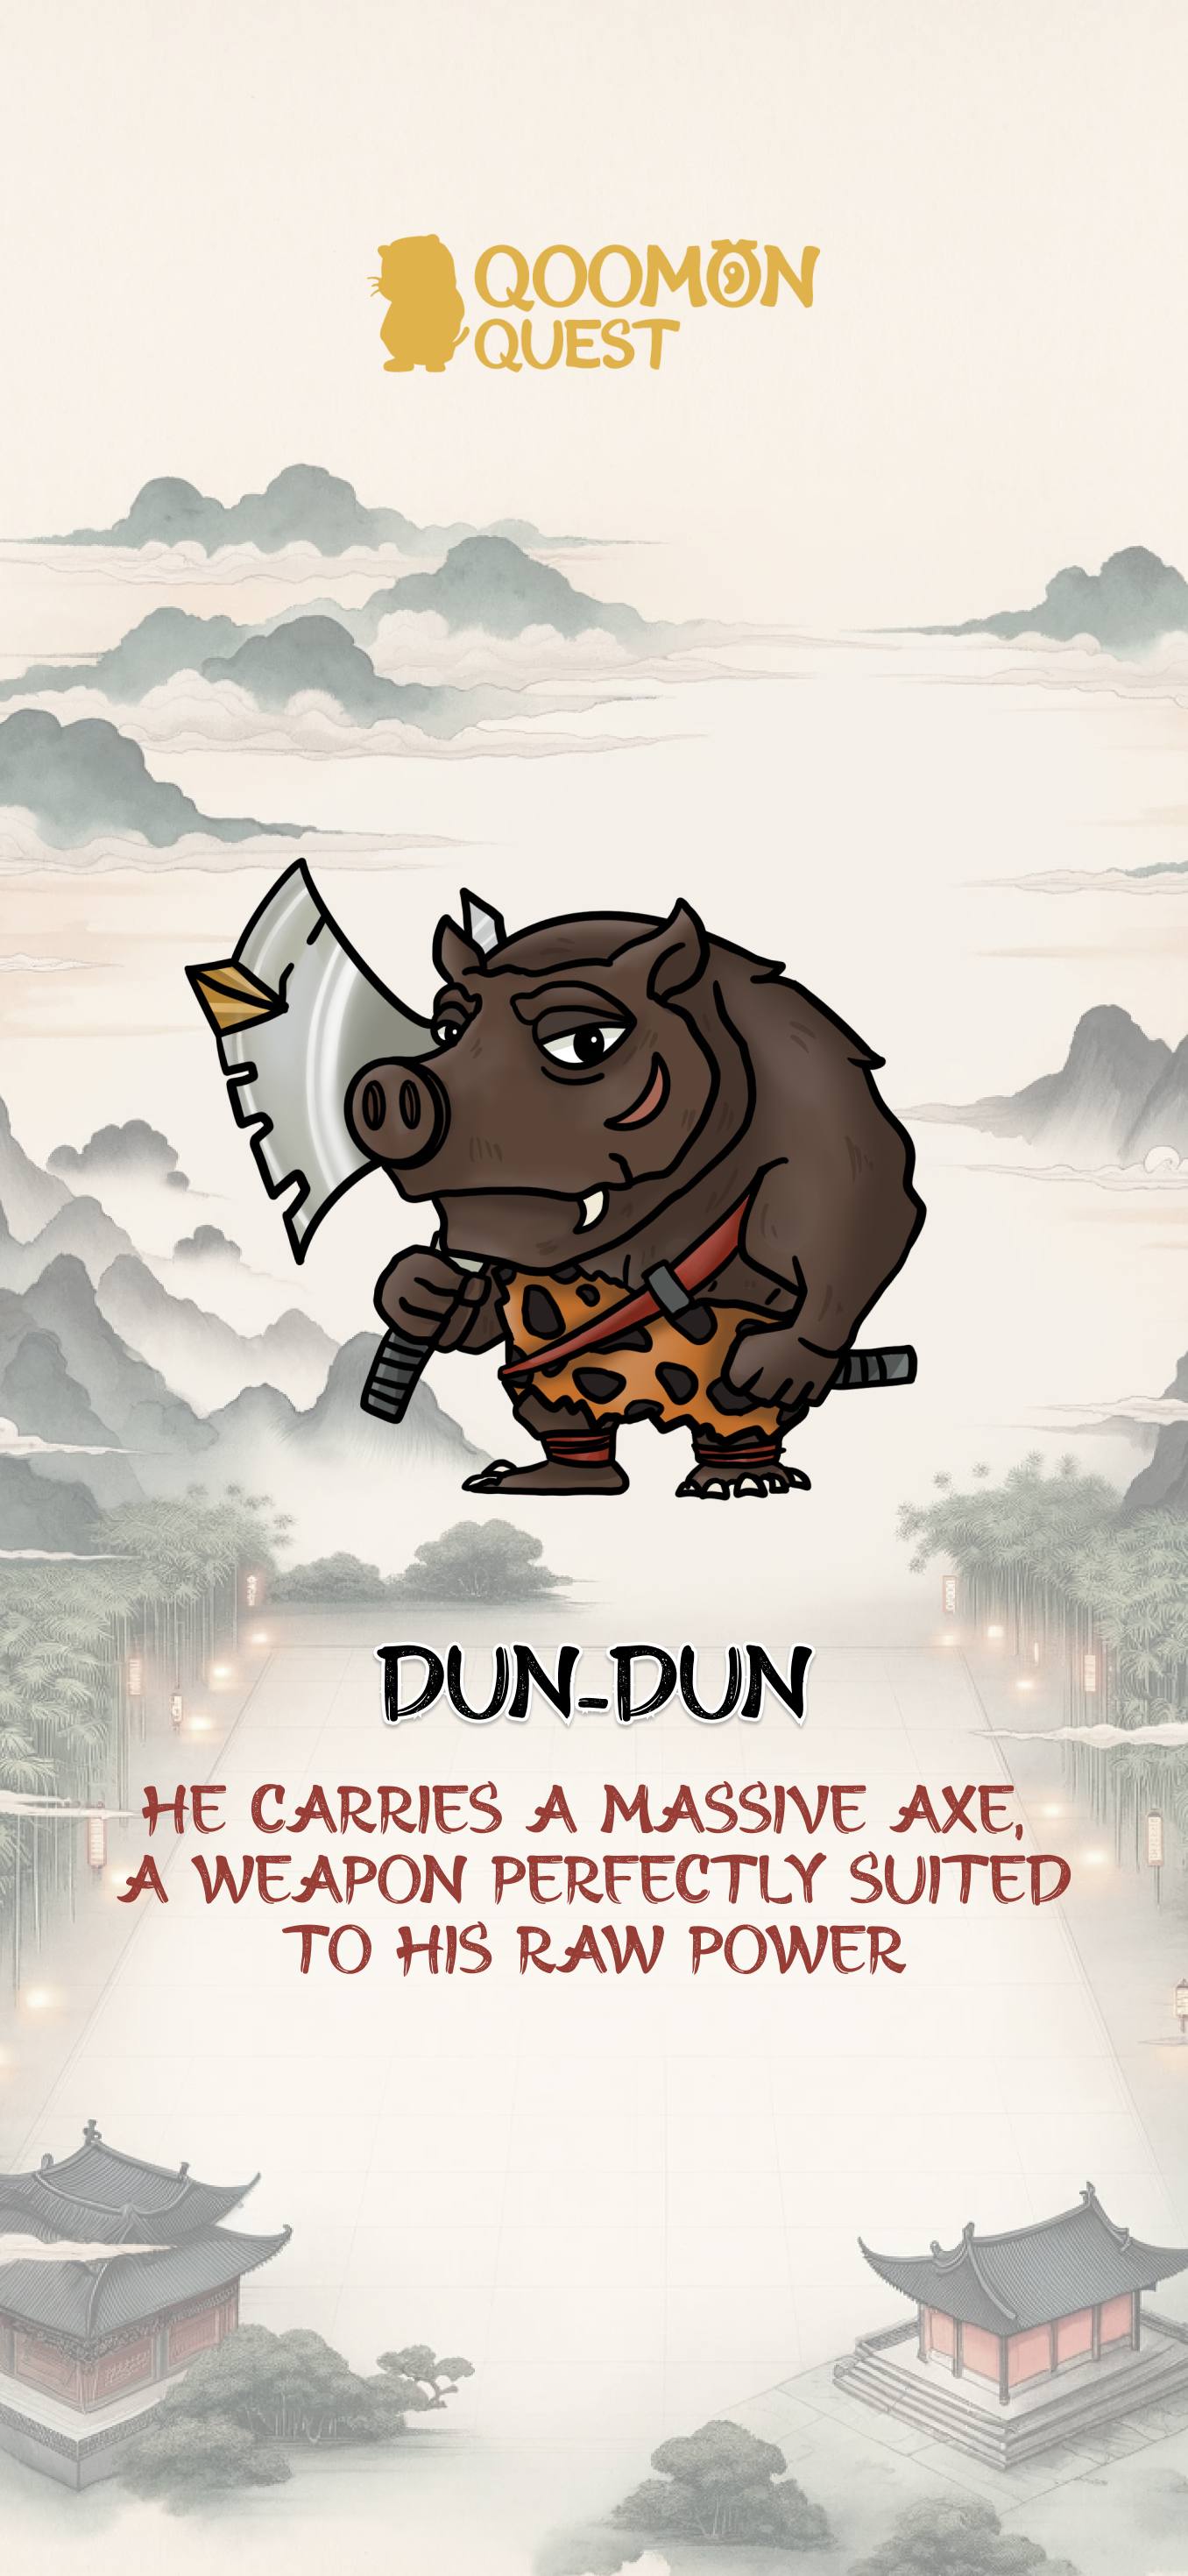 QOOMON
QUEST
DUN-DUN
HE CARRIES A MASSIVE AXE,
A WEAPON PERFECTLY SUITED
TO HIS RAW POWER